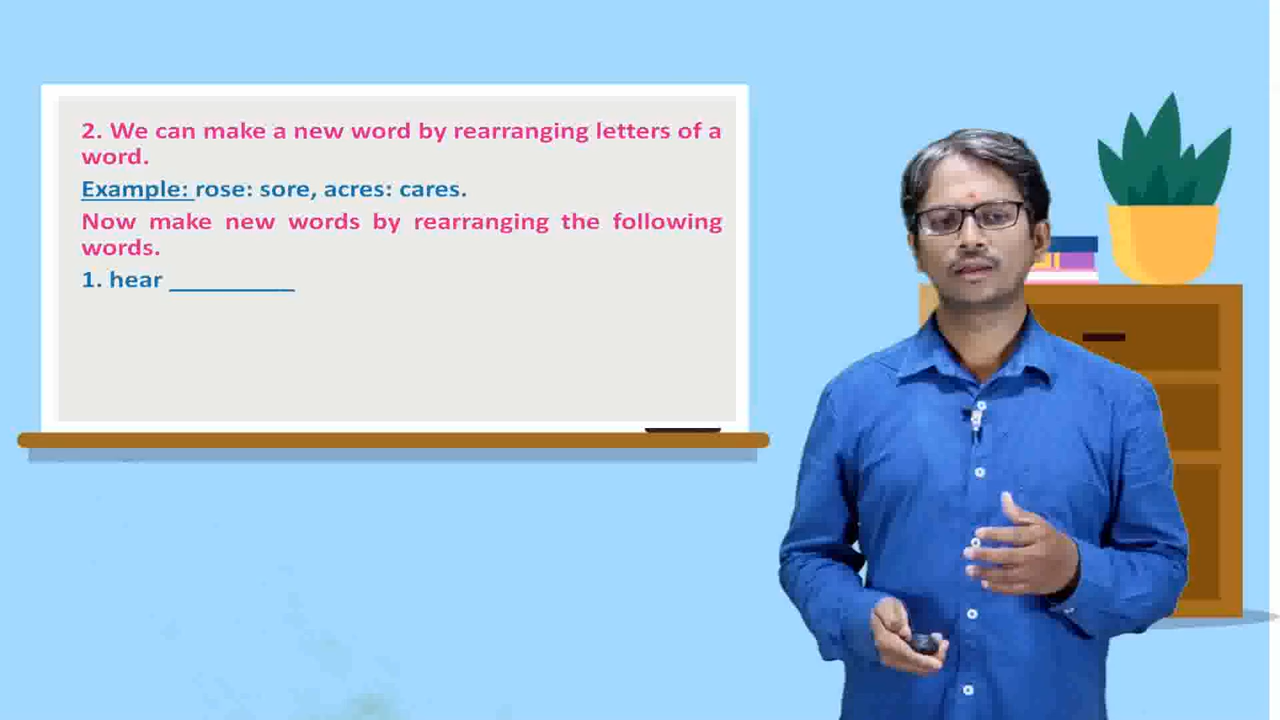 2. We can make a new word by rearranging letters of a
word.
Example: rose: sore, acres: cares.
Now make new words by rearranging the following
words.
1. hear __________